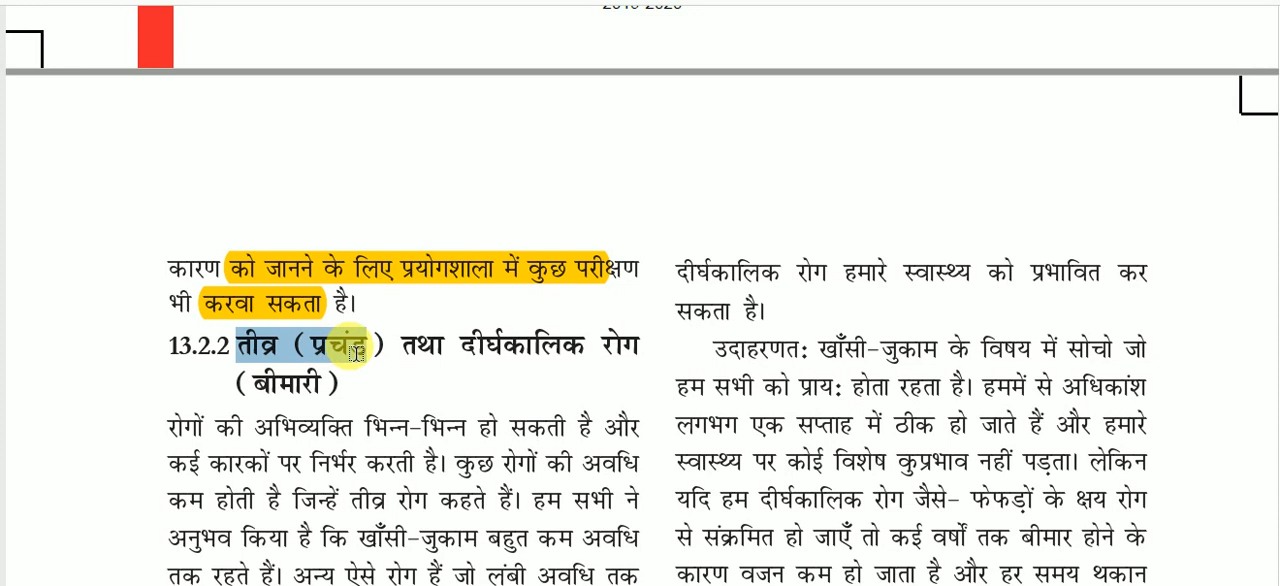 कारण को जानने के लिए प्रयोगशाला में कुछ परीक्षण
भी करवा सकता है।
13.2.2 तीव्र (प्रचंड) तथा दीर्घकालिक रोग
(बीमारी)
रोगों की अभिव्यक्ति भिन्न-भिन्न हो सकती है और
कई कारकों पर निर्भर करती है। कुछ रोगों की अवधि
कम होती है जिन्हें तीव्र रोग कहते हैं। हम सभी ने
अनुभव किया है कि खाँसी-जुकाम बहुत कम अवधि
तक रहते हैं। अन्य ऐसे रोग हैं जो लंबी अवधि तक
दीर्घकालिक रोग हमारे स्वास्थ्य को प्रभावित कर
सकता है।
उदाहरणत: खाँसी-जुकाम के विषय में सोचो जो
हम सभी को प्राय: होता रहता है। हममें से अधिकांश
लगभग एक सप्ताह में ठीक हो जाते हैं और हमारे
स्वास्थ्य पर कोई विशेष कुप्रभाव नहीं पड़ता। लेकिन
यदि हम दीर्घकालिक रोग जैसे- फेफड़ों के क्षय रोग
से संक्रमित हो जाएँ तो कई वर्षों तक बीमार होने के
कारण वजन कम हो जाता है और हर समय थकान